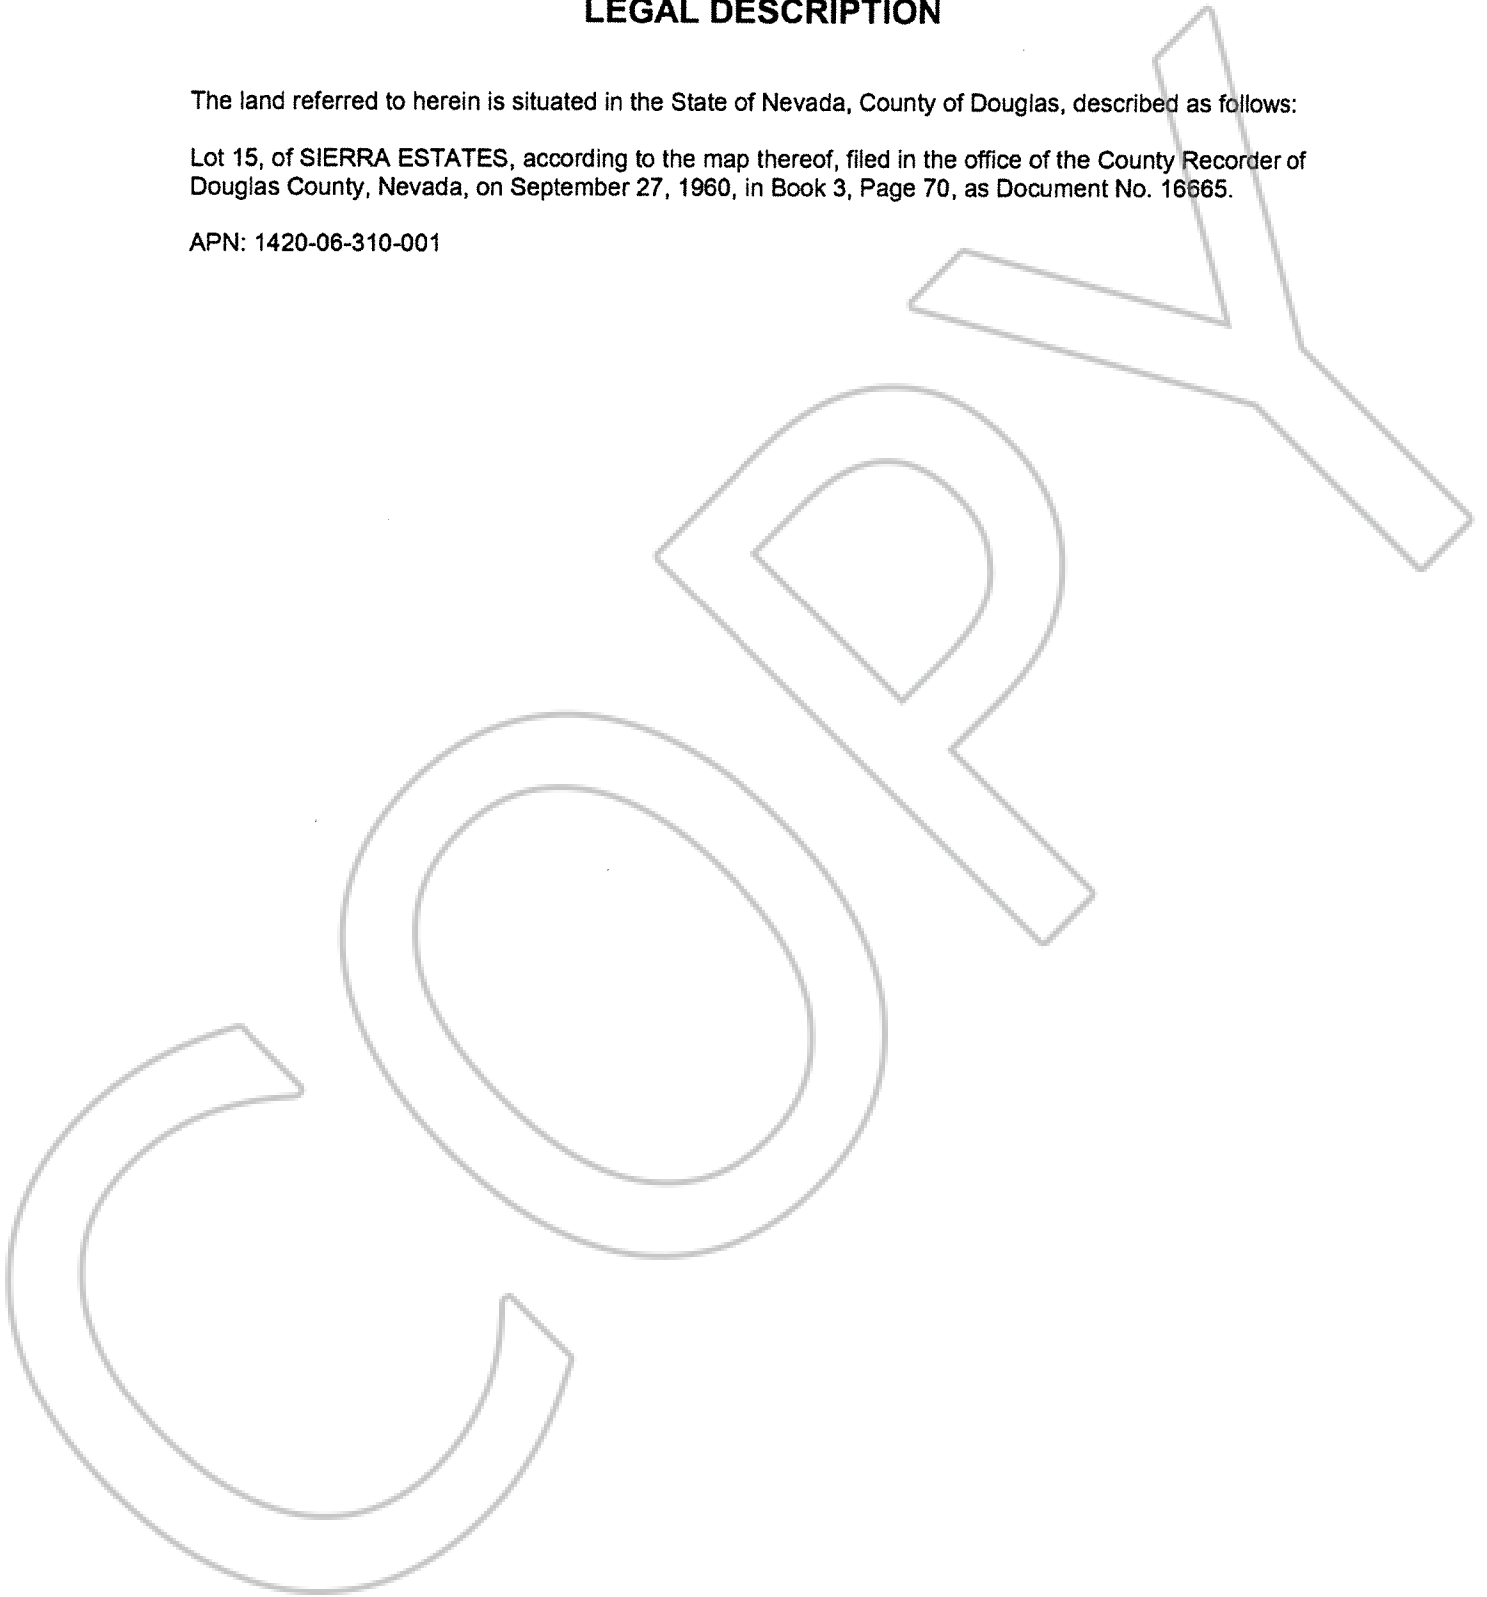 LEGAL DESCRIPTION
The land referred to herein is situated in the State of Nevada, County of Douglas, described as follows:
Lot 15, of SIERRA ESTATES, according to the map thereof, filed in the office of the County Recorder of
Douglas County, Nevada, on September 27, 1960, in Book 3, Page 70, as Document No. 16665.
APN: 1420-06-310-001
COPY